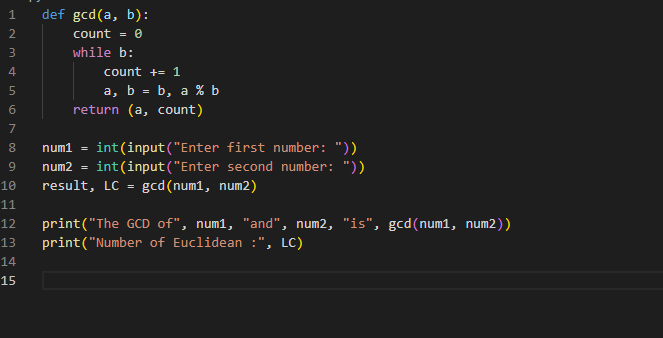 1 def gcd(a, b):
2     count = 0
3     while b:
4         count += 1
5         a, b = b, a % b
6     return (a, count)
7
8 num1 = int(input("Enter first number: "))
9 num2 = int(input("Enter second number: "))
10 result, LC = gcd(num1, num2)
11
12 print("The GCD of", num1, "and", num2, "is", gcd(num1, num2))
13 print("Number of Euclidean :", LC)
14
15